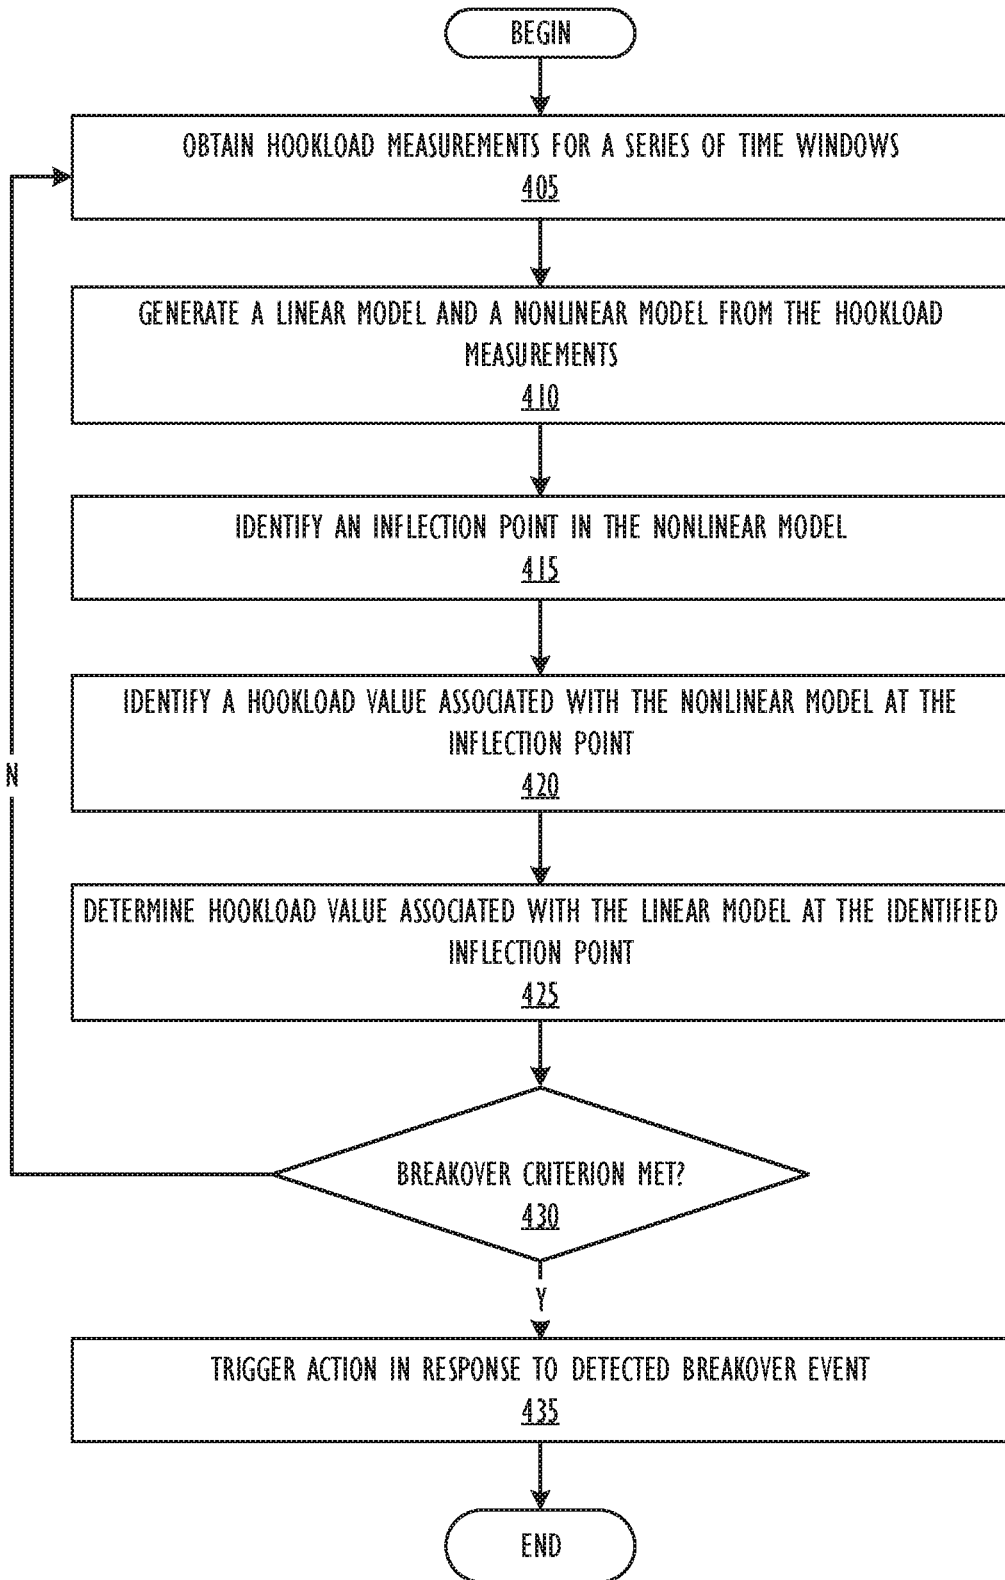 BEGIN
OBTAIN HOOKLOAD MEASUREMENTS FOR A SERIES OF TIME WINDOWS
405
GENERATE A LINEAR MODEL AND A NONLINEAR MODEL FROM THE HOOKLOAD
MEASUREMENTS
410
IDENTIFY AN INFLECTION POINT IN THE NONLINEAR MODEL
415
IDENTIFY A HOOKLOAD VALUE ASSOCIATED WITH THE NONLINEAR MODEL AT THE
INFLECTION POINT
420
N
DETERMINE HOOKLOAD VALUE ASSOCIATED WITH THE LINEAR MODEL AT THE IDENTIFIED
INFLECTION POINT
425
BREAKOVER CRITERION MET?
430
Y
TRIGGER ACTION IN RESPONSE TO DETECTED BREAKOVER EVENT
435
END